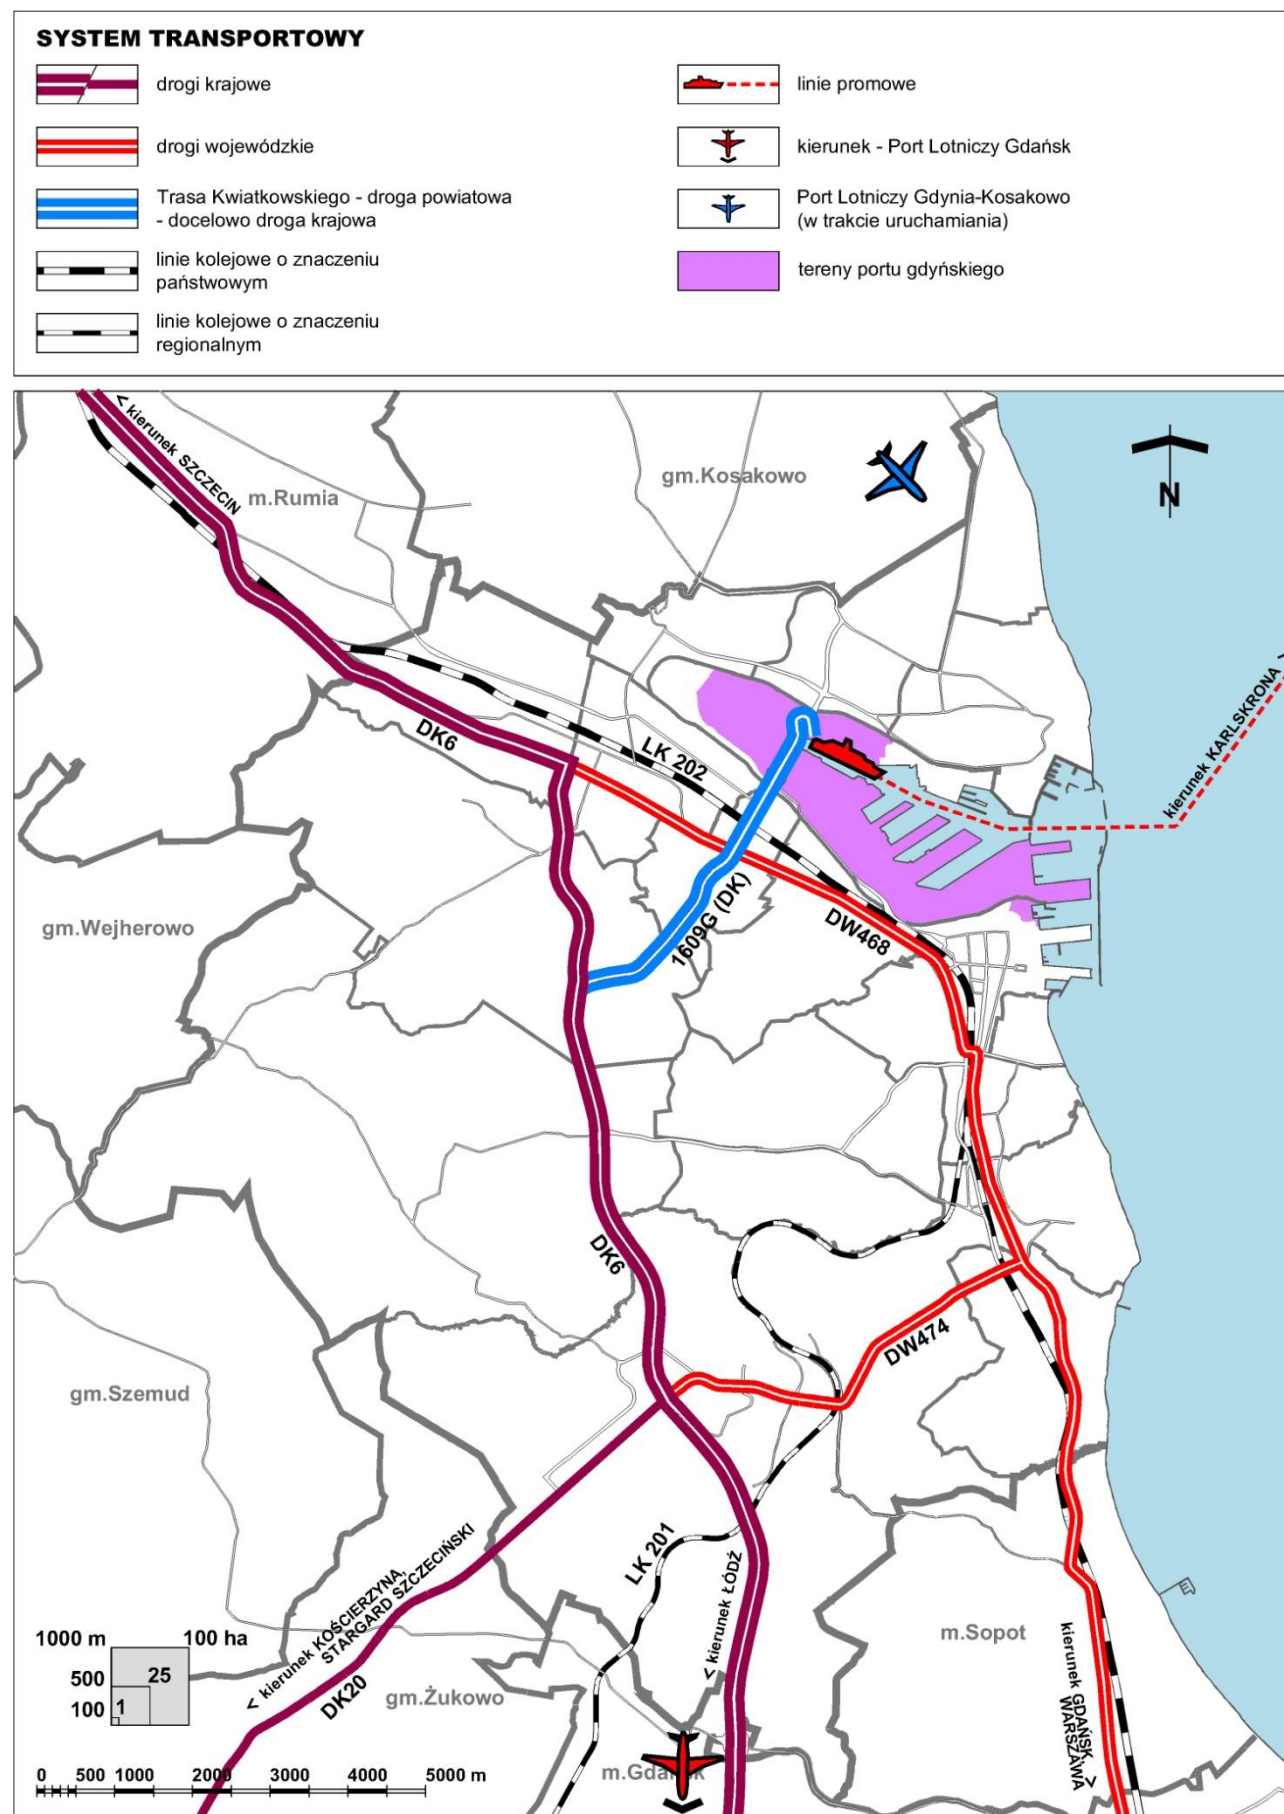 SYSTEM TRANSPORTOWY
drogi krajowe
drogi wojewódzkie
Trasa Kwiatkowskiego - droga powiatowa
- docelowo droga krajowa
linie kolejowe o znaczeniu
państwowym
linie kolejowe o znaczeniu
regionalnym
linie promowe
kierunek - Port Lotniczy Gdańsk
Port Lotniczy Gdynia-Kosakowo
(w trakcie uruchamiania)
tereny portu gdyńskiego
< kierunek SZCZECIN
m.Rumia
gm.Kosakowo
N
kierunek KARLSKRONA
DK6
LK 202
1609G (DK)
DW468
gm.Wejherowo
DK6
DW474
gm.Szemud
LK 201
< kierunek ŁÓDŹ
< kierunek KOŚCIERZYNA,
STARGARD SZCZECIŃSKI
DK20
gm.Żukowo
m.Sopot
kierunek GDAŃSK, >
WARSZAWA
m.Gdańsk
1000 m
100 ha
500
25
100
1
0 500 1000 2000 3000 4000 5000 m